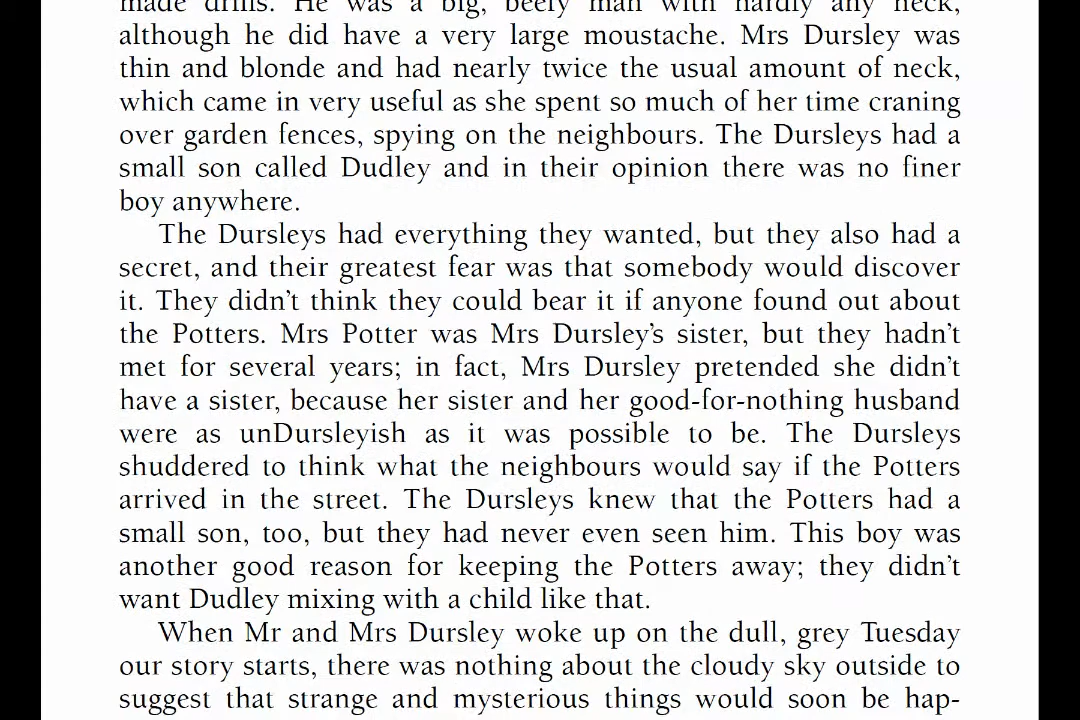 made drills. He was a big, beefy man with hardly any neck,
although he did have a very large moustache. Mrs Dursley was
thin and blonde and had nearly twice the usual amount of neck,
which came in very useful as she spent so much of her time craning
over garden fences, spying on the neighbours. The Dursleys had a
small son called Dudley and in their opinion there was no finer
boy anywhere.
The Dursleys had everything they wanted, but they also had a
secret, and their greatest fear was that somebody would discover
it. They didn't think they could bear it if anyone found out about
the Potters. Mrs Potter was Mrs Dursley's sister, but they hadn't
met for several years; in fact, Mrs Dursley pretended she didn't
have a sister, because her sister and her good-for-nothing husband
were as unDursleyish as it was possible to be. The Dursleys
shuddered to think what the neighbours would say if the Potters
arrived in the street. The Dursleys knew that the Potters had a
small son, too, but they had never even seen him. This boy was
another good reason for keeping the Potters away; they didn't
want Dudley mixing with a child like that.
When Mr and Mrs Dursley woke up on the dull, grey Tuesday
our story starts, there was nothing about the cloudy sky outside to
suggest that strange and mysterious things would soon be hap-